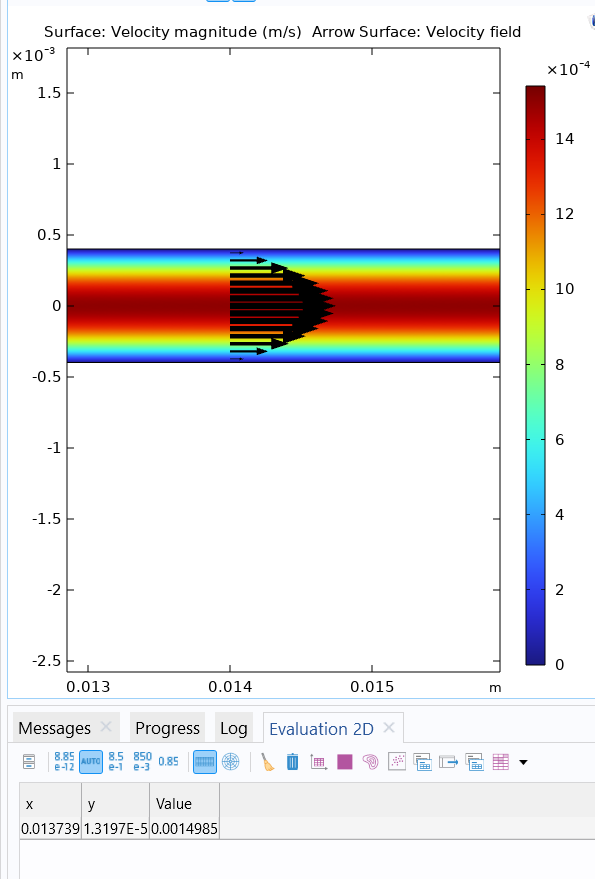 Surface: Velocity magnitude (m/s)  Arrow Surface: Velocity field
×10⁻³
m
×10⁻⁴
1.5
14
1
12
0.5
10
0
8
-0.5
6
-1
4
-1.5
2
-2
0
-2.5
0.013 0.014 0.015 m
Messages Progress Log Evaluation 2D
8.85 e-12 AUTO 8.5 e-1 850 e-3 0.85
x y Value
0.013739 1.3197E-5 0.0014985